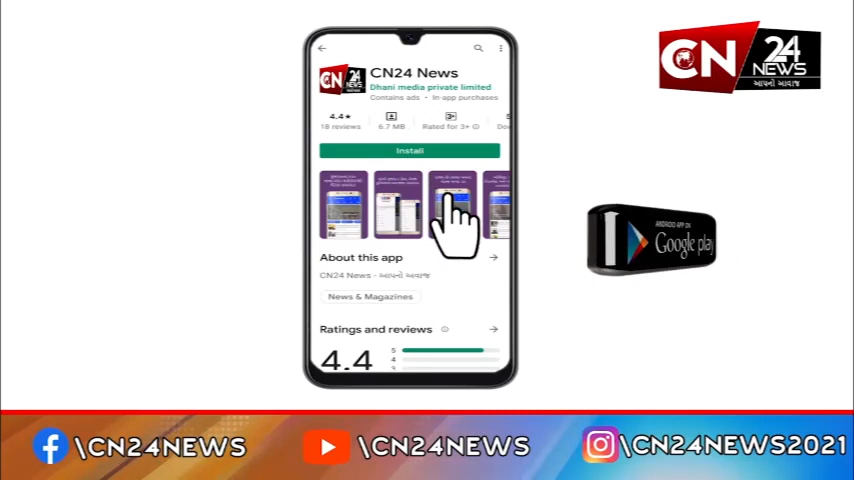 CN24 News
Dhani media private limited
Contains ads • In-app purchases
4.4★
18 reviews
6.7 MB
3+
Rated for 3+
Install
About this app
CN24 News - આપનો અવાજ
News & Magazines
Ratings and reviews
4.4
5
4
3
CN 24 NEWS
આપનો અવાજ
ANDROID APP ON
Google play
\CN24NEWS
\CN24NEWS
\CN24NEWS2021